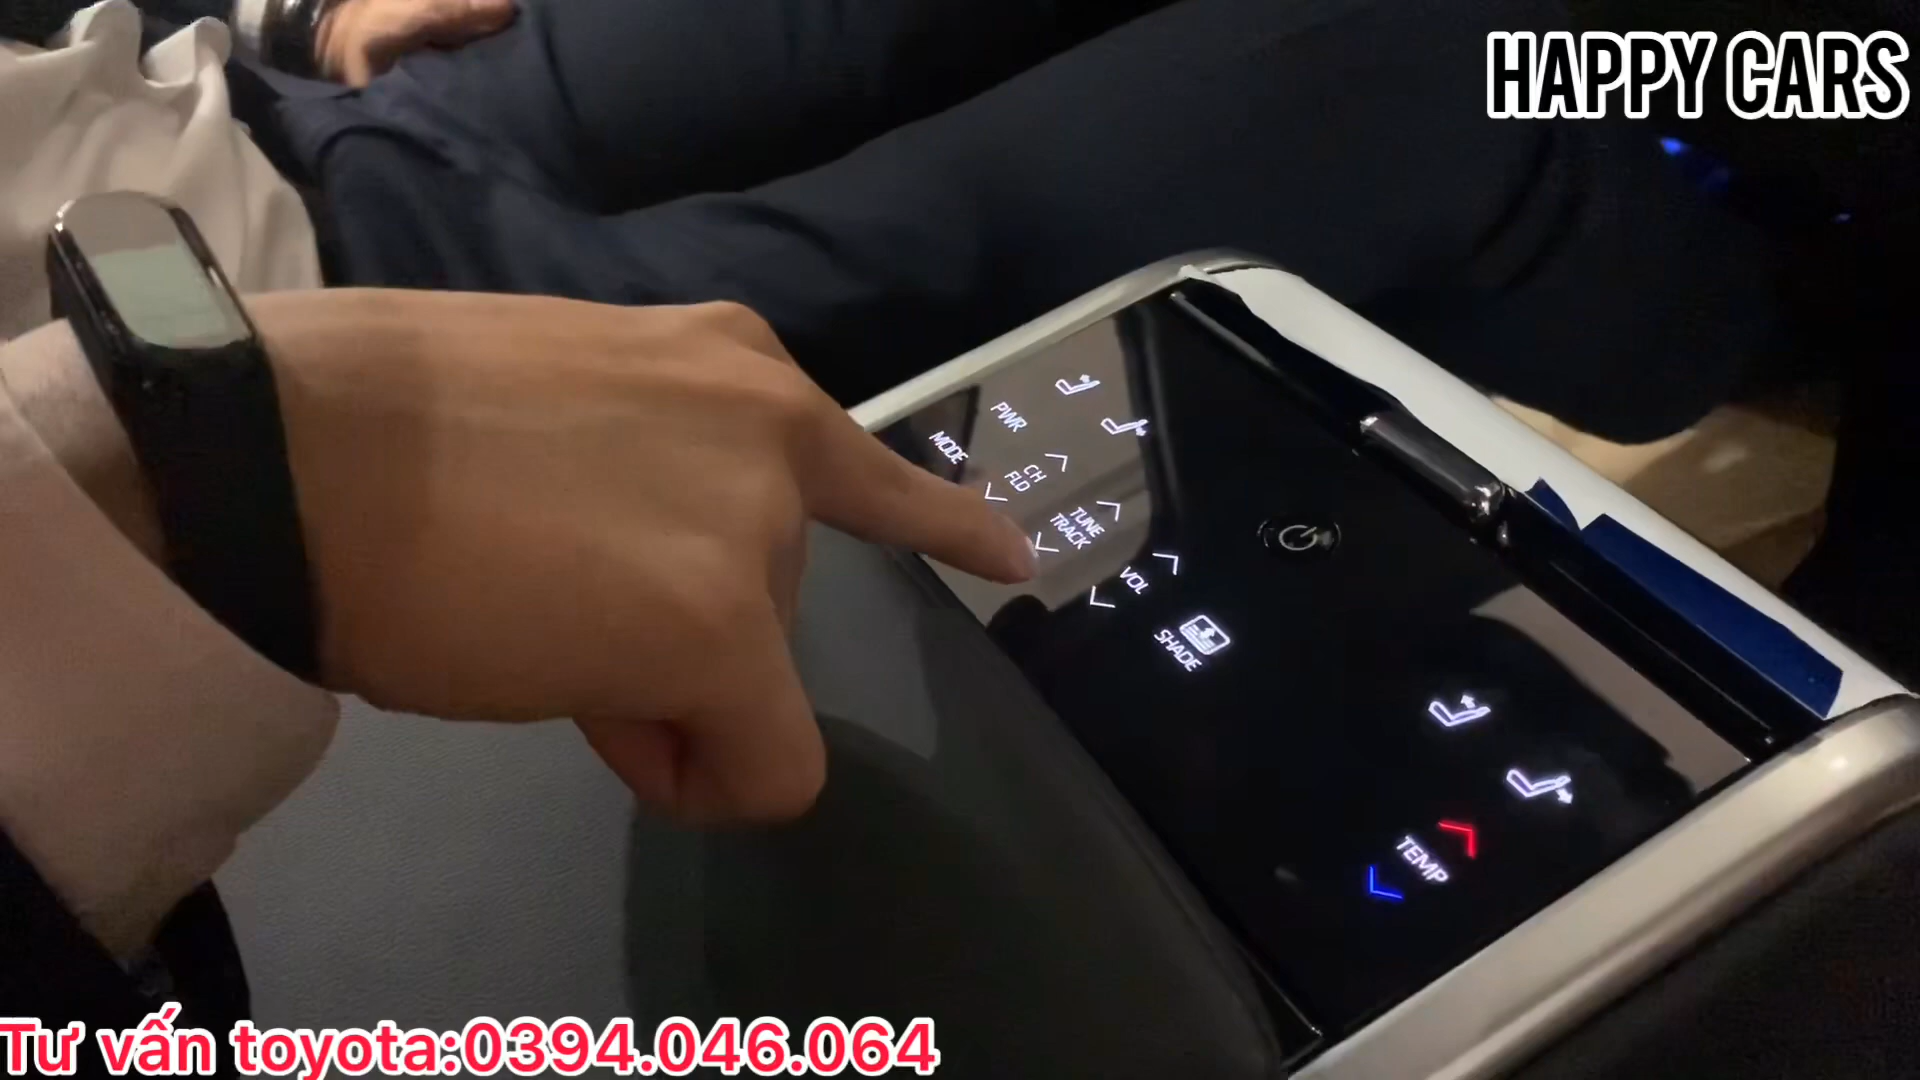 HAPPY CARS
PWR
MODE
CH
FLD
TUNE
TRACK
VOL
SHADE
TEMP
Tư vấn toyota:0394.046.064